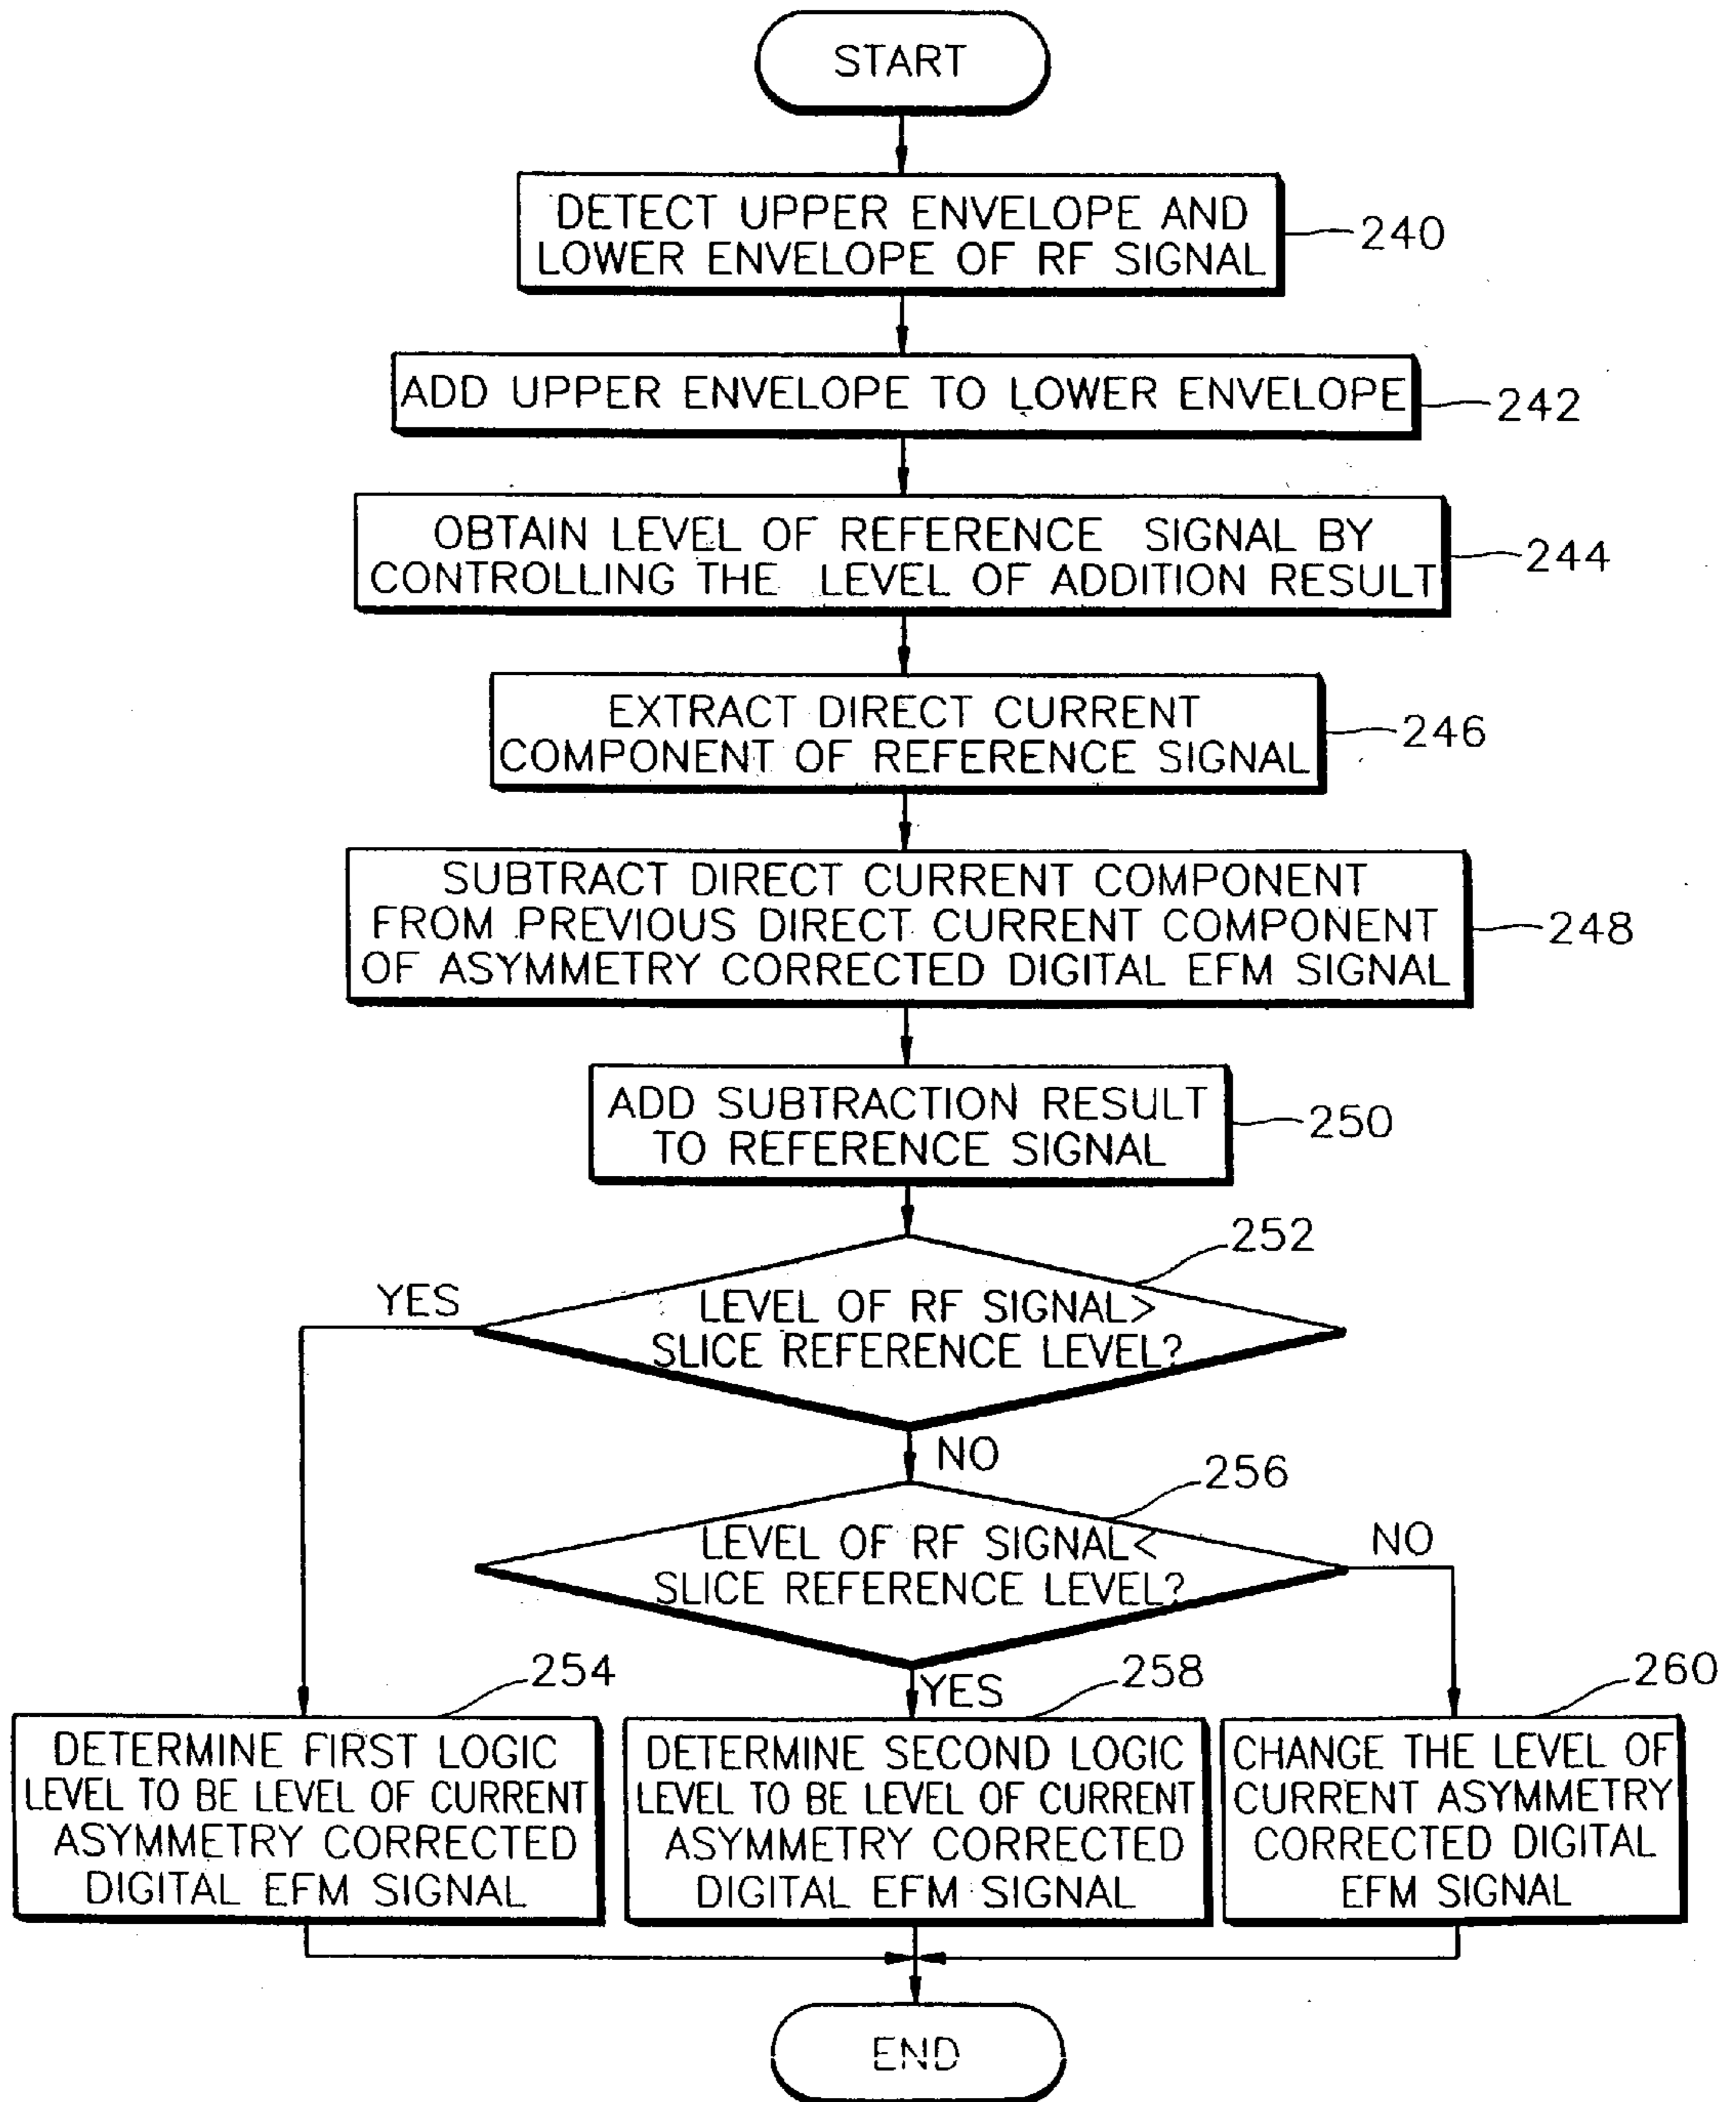 START
DETECT UPPER ENVELOPE AND
LOWER ENVELOPE OF RF SIGNAL
240
ADD UPPER ENVELOPE TO LOWER ENVELOPE
242
OBTAIN LEVEL OF REFERENCE SIGNAL BY
CONTROLLING THE LEVEL OF ADDITION RESULT
244
EXTRACT DIRECT CURRENT
COMPONENT OF REFERENCE SIGNAL
246
SUBTRACT DIRECT CURRENT COMPONENT
FROM PREVIOUS DIRECT CURRENT COMPONENT
OF ASYMMETRY CORRECTED DIGITAL EFM SIGNAL
248
ADD SUBTRACTION RESULT
TO REFERENCE SIGNAL
250
252
YES
LEVEL OF RF SIGNAL>
SLICE REFERENCE LEVEL?
NO
256
LEVEL OF RF SIGNAL<
SLICE REFERENCE LEVEL?
NO
YES
254
DETERMINE FIRST LOGIC
LEVEL TO BE LEVEL OF CURRENT
ASYMMETRY CORRECTED
DIGITAL EFM SIGNAL
258
DETERMINE SECOND LOGIC
LEVEL TO BE LEVEL OF CURRENT
ASYMMETRY CORRECTED
DIGITAL EFM SIGNAL
260
CHANGE THE LEVEL OF
CURRENT ASYMMETRY
CORRECTED DIGITAL
EFM SIGNAL
END